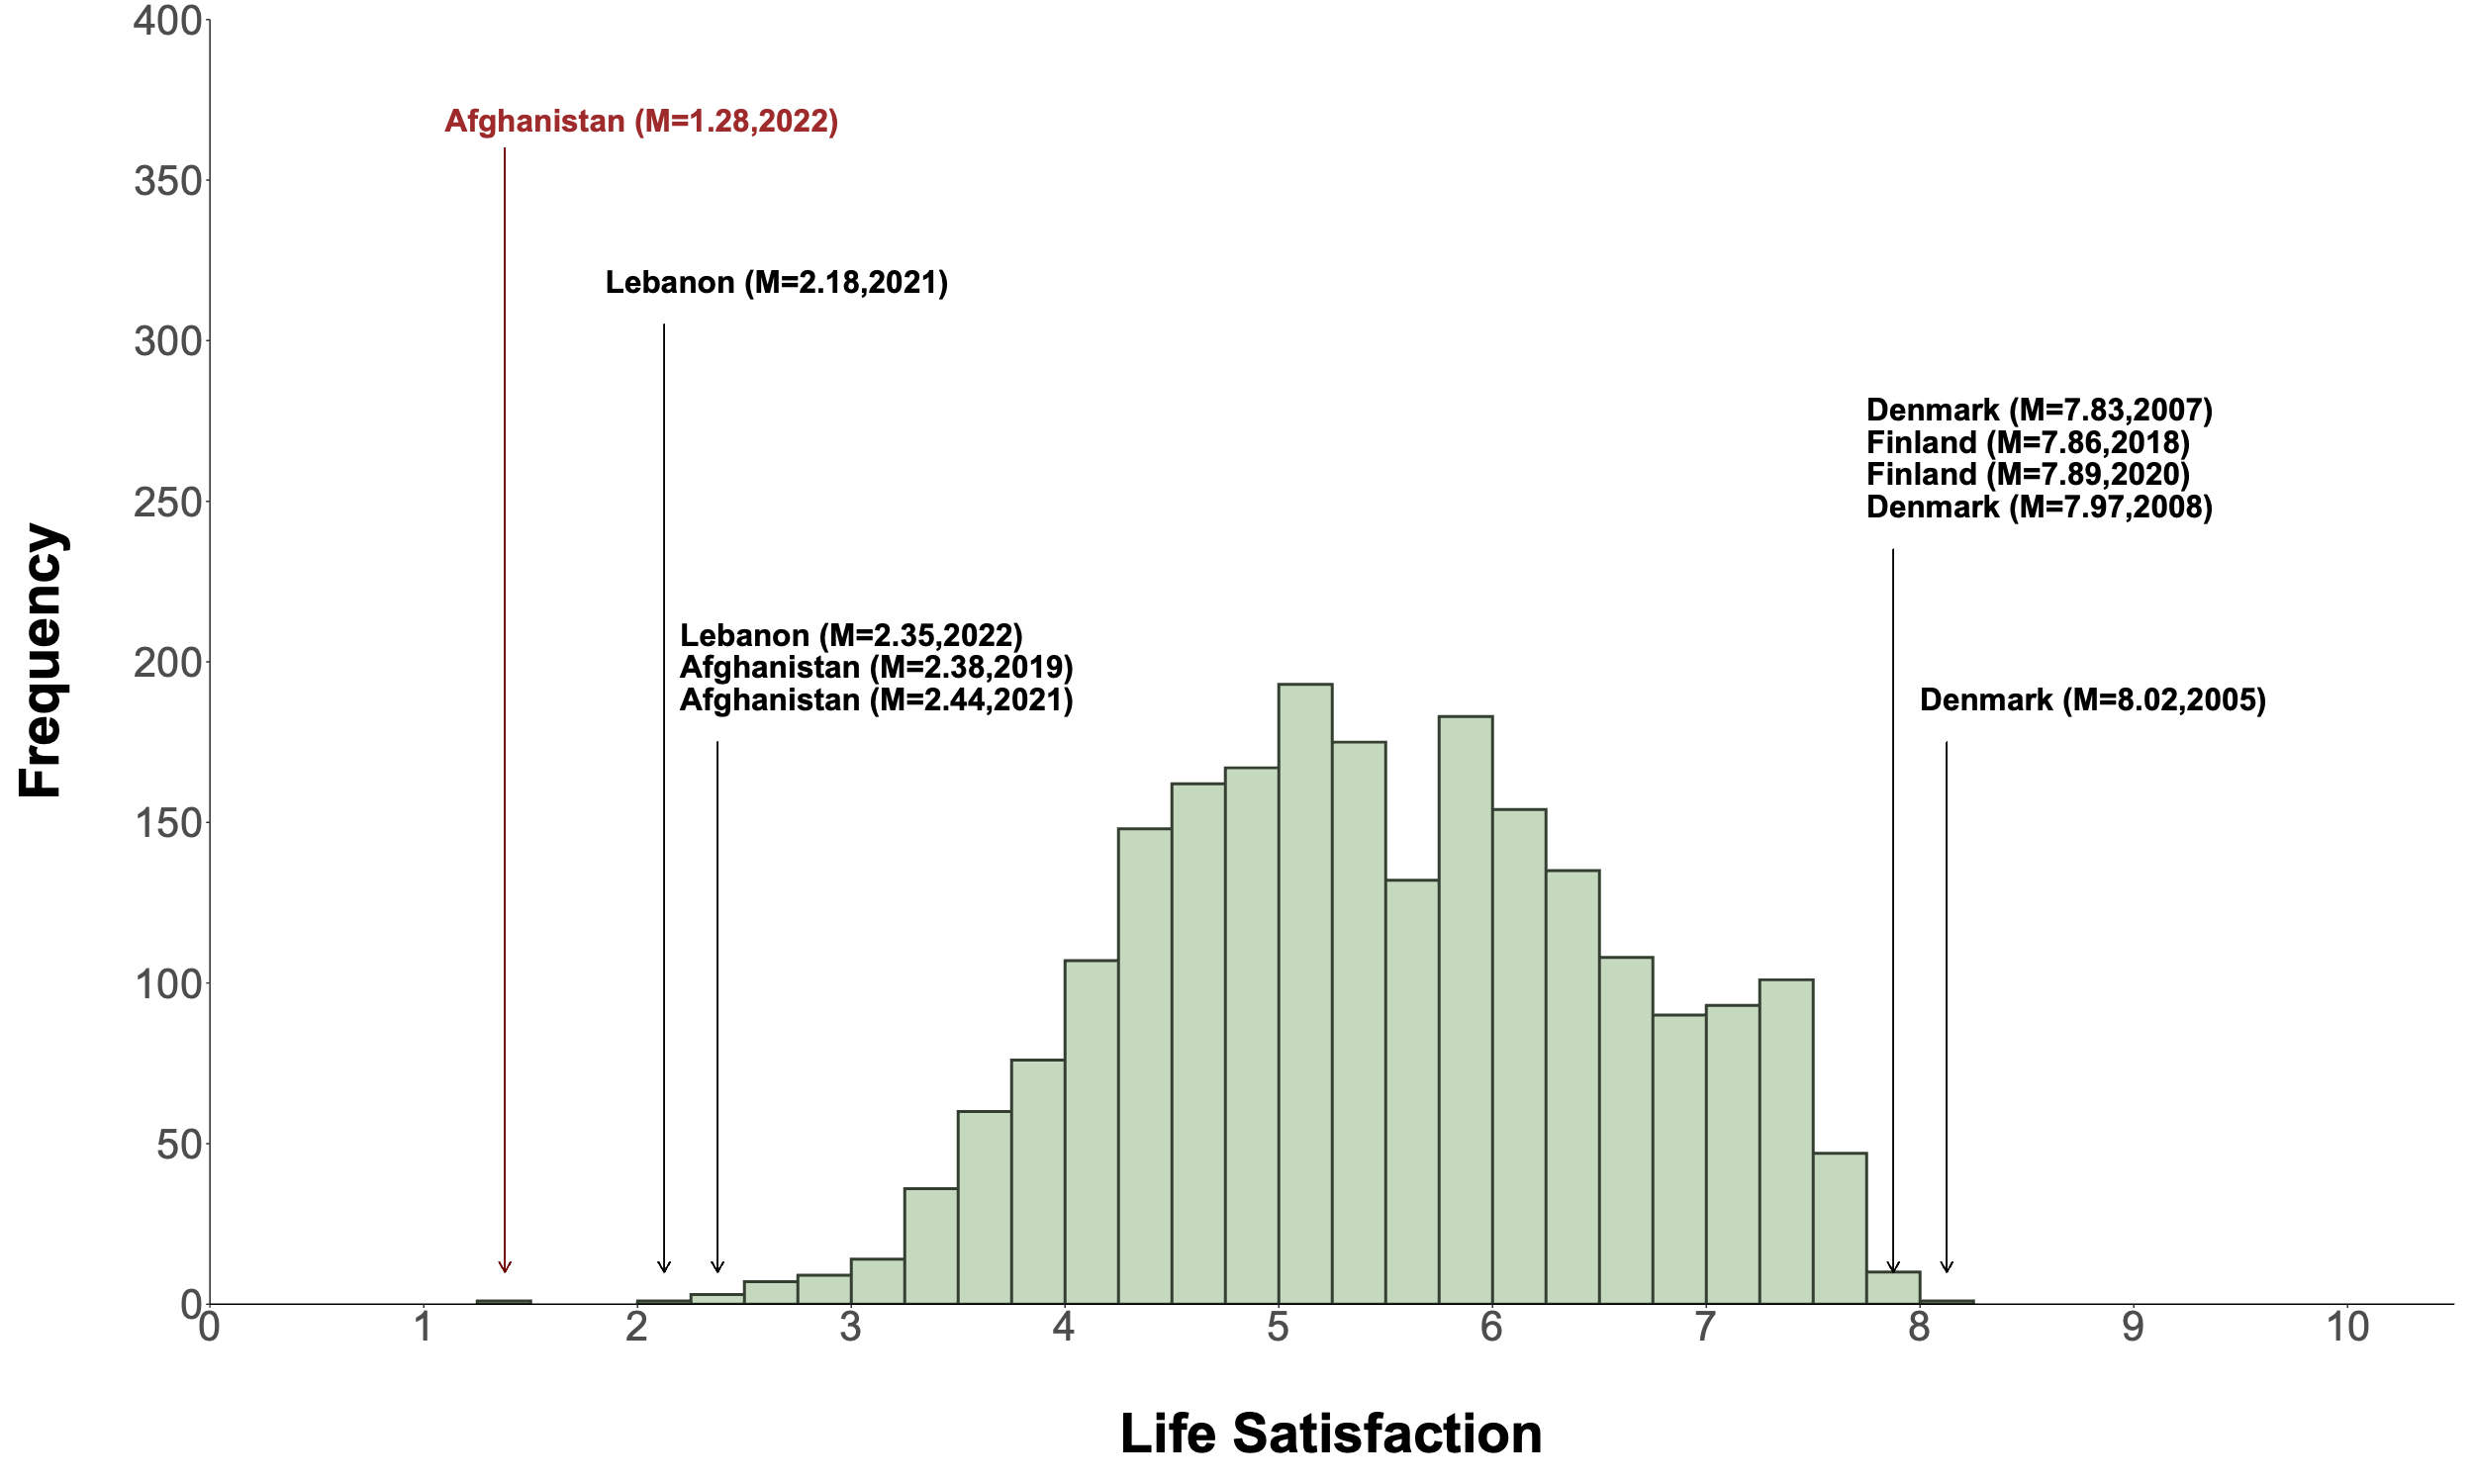 400
Afghanistan (M=1.28,2022)
350
Lebanon (M=2.18,2021)
300
Denmark (M=7.83,2007)
Finland (M=7.86,2018)
Finland (M=7.89,2020)
Denmark (M=7.97,2008)
250
Lebanon (M=2.35,2022)
Afghanistan (M=2.38,2019)
Afghanistan (M=2.44,2021)
200
Denmark (M=8.02,2005)
150
100
50
0
Frequency
0 1 2 3 4 5 6 7 8 9 10
Life Satisfaction